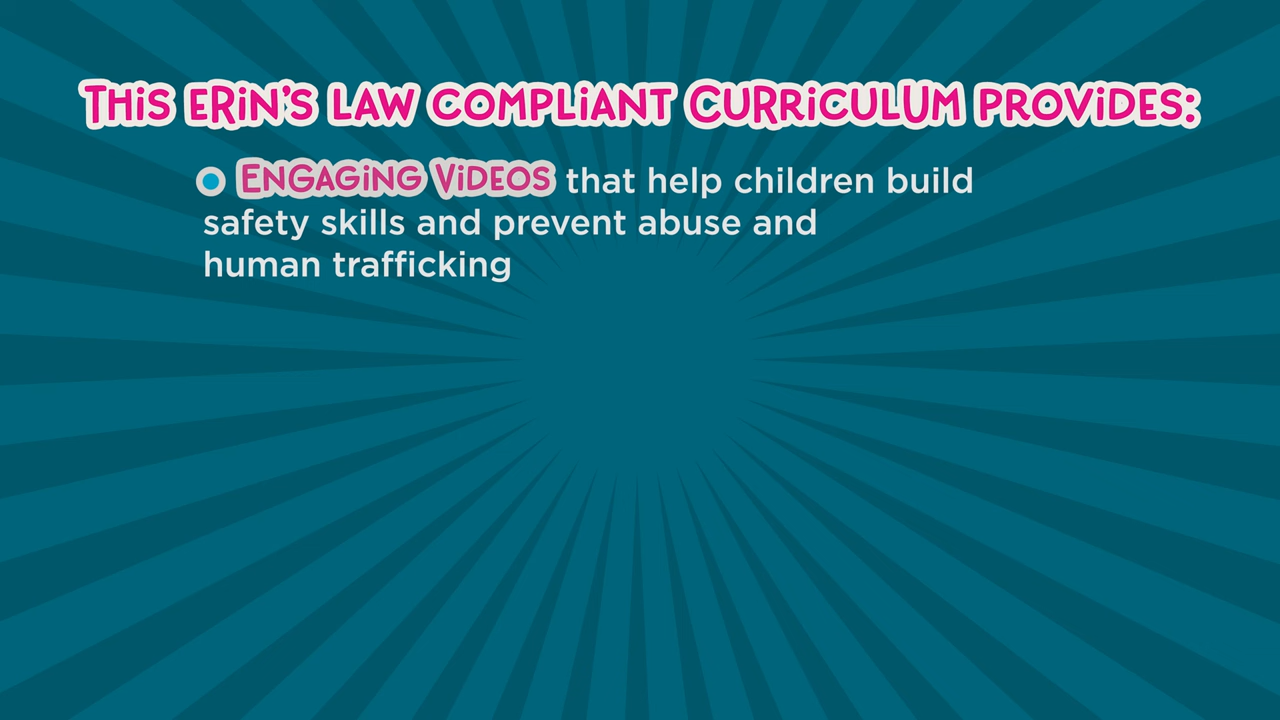 THiS ERiN'S LAW COMPLiANT CURRiCULUM PROViDES:
ENGAGiNG ViDEOS that help children build
safety skills and prevent abuse and
human trafficking